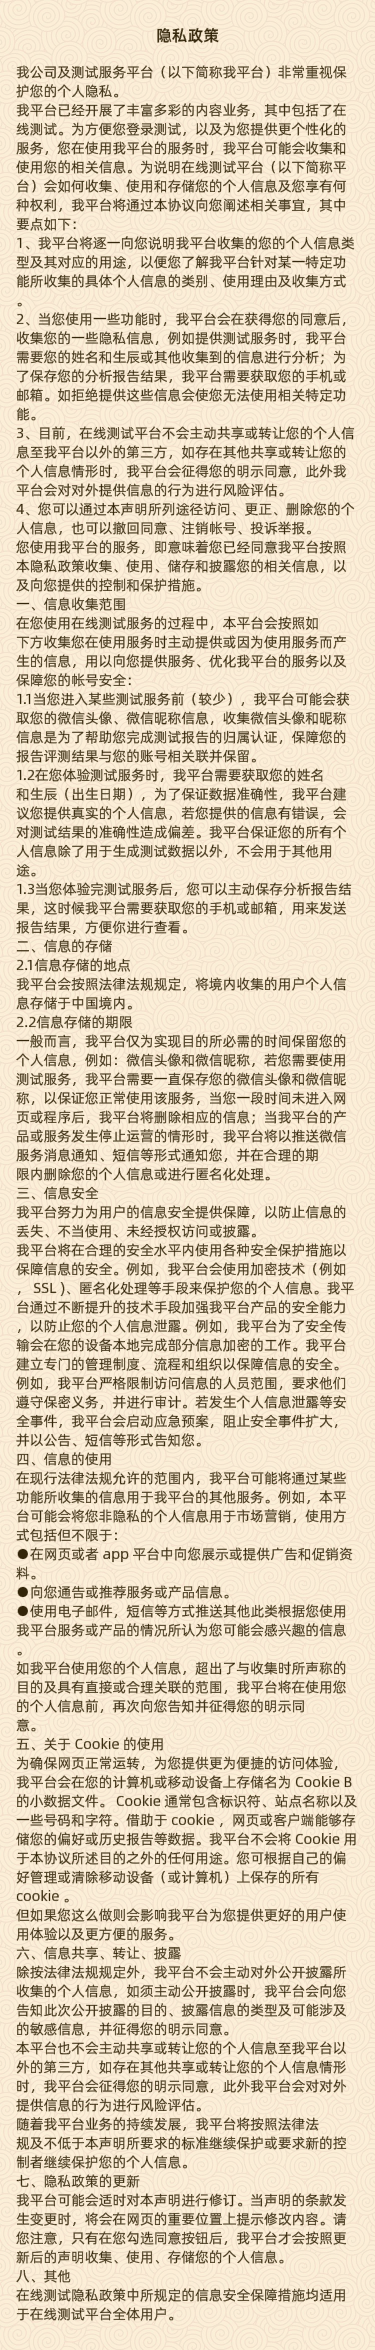 隐私政策
我公司及测试服务平台（以下简称我平台）非常重视保
护您的个人隐私。
我平台已经开展了丰富多彩的内容业务，其中包括了在
线测试。为方便您登录测试，以及为您提供更个性化的
服务，您在使用我平台的服务时，我平台可能会收集和
使用您的相关信息。为说明在线测试平台（以下简称平
台）会如何收集、使用和存储您的个人信息及您享有何
种权利，我平台将通过本协议向您阐述相关事宜，其中
要点如下：
1、我平台将逐一向您说明我平台收集的您的个人信息类
型及其对应的用途，以便您了解我平台针对某一特定功
能所收集的具体个人信息的类别、使用理由及收集方式
。
2、当您使用一些功能时，我平台会在获得您的同意后，
收集您的一些隐私信息，例如提供测试服务时，我平台
需要您的姓名和生辰或其他收集到的信息进行分析；为
了保存您的分析报告结果，我平台需要获取您的手机或
邮箱。如拒绝提供这些信息会使您无法使用相关特定功
能。
3、目前，在线测试平台不会主动共享或转让您的个人信
息至我平台以外的第三方，如存在其他共享或转让您的
个人信息情形时，我平台会征得您的明示同意，此外我
平台会对对外提供信息的行为进行风险评估。
4、您可以通过本声明所列途径访问、更正、删除您的个
人信息，也可以撤回同意、注销帐号、投诉举报。
您使用我平台的服务，即意味着您已经同意我平台按照
本隐私政策收集、使用、储存和披露您的相关信息，以
及向您提供的控制和保护措施。
一、信息收集范围
在您使用在线测试服务的过程中，本平台会按照如
下方收集您在使用服务时主动提供或因为使用服务而产
生的信息，用以向您提供服务、优化我平台的服务以及
保障您的帐号安全：
1.1当您进入某些测试服务前（较少），我平台可能会获
取您的微信头像、微信昵称信息，收集微信头像和昵称
信息是为了帮助您完成测试报告的归属认证，保障您的
报告评测结果与您的账号相关联并保留。
1.2在您体验测试服务时，我平台需要获取您的姓名
和生辰（出生日期），为了保证数据准确性，我平台建
议您提供真实的个人信息，若您提供的信息有错误，会
对测试结果的准确性造成偏差。我平台保证您的所有个
人信息除了用于生成测试数据以外，不会用于其他用
途。
1.3当您体验完测试服务后，您可以主动保存分析报告结
果，这时候我平台需要获取您的手机或邮箱，用来发送
报告结果，方便你进行查看。
二、信息的存储
2.1信息存储的地点
我平台会按照法律法规规定，将境内收集的用户个人信
息存储于中国境内。
2.2信息存储的期限
一般而言，我平台仅为实现目的所必需的时间保留您的
个人信息，例如：微信头像和微信昵称，若您需要使用
测试服务，我平台需要一直保存您的微信头像和微信昵
称，以保证您正常使用该服务，当您一段时间未进入网
页或程序后，我平台将删除相应的信息；当我平台的产
品或服务发生停止运营的情形时，我平台将以推送微信
服务消息通知、短信等形式通知您，并在合理的期
限内删除您的个人信息或进行匿名化处理。
三、信息安全
我平台努力为用户的信息安全提供保障，以防止信息的
丢失、不当使用、未经授权访问或披露。
我平台将在合理的安全水平内使用各种安全保护措施以
保障信息的安全。例如，我平台会使用加密技术（例如
， SSL )、匿名化处理等手段来保护您的个人信息。我平
台通过不断提升的技术手段加强我平台产品的安全能力
，以防止您的个人信息泄露。例如，我平台为了安全传
输会在您的设备本地完成部分信息加密的工作。我平台
建立专门的管理制度、流程和组织以保障信息的安全。
例如，我平台严格限制访问信息的人员范围，要求他们
遵守保密义务，并进行审计。若发生个人信息泄露等安
全事件，我平台会启动应急预案，阻止安全事件扩大，
并以公告、短信等形式告知您。
四、信息的使用
在现行法律法规允许的范围内，我平台可能将通过某些
功能所收集的信息用于我平台的其他服务。例如，本平
台可能会将您非隐私的个人信息用于市场营销，使用方
式包括但不限于：
●在网页或者 app 平台中向您展示或提供广告和促销资
料。
●向您通告或推荐服务或产品信息。
●使用电子邮件，短信等方式推送其他此类根据您使用
我平台服务或产品的情况所认为您可能会感兴趣的信息
。
如我平台使用您的个人信息，超出了与收集时所声称的
目的及具有直接或合理关联的范围，我平台将在使用您
的个人信息前，再次向您告知并征得您的明示同
意。
五、关于 Cookie 的使用
为确保网页正常运转，为您提供更为便捷的访问体验，
我平台会在您的计算机或移动设备上存储名为 Cookie B
的小数据文件。 Cookie 通常包含标识符、站点名称以及
一些号码和字符。借助于 cookie ，网页或客户端能够存
储您的偏好或历史报告等数据。我平台不会将 Cookie 用
于本协议所述目的之外的任何用途。您可根据自己的偏
好管理或清除移动设备（或计算机）上保存的所有
cookie 。
但如果您这么做则会影响我平台为您提供更好的用户使
用体验以及更方便的服务。
六、信息共享、转让、披露
除按法律法规规定外，我平台不会主动对外公开披露所
收集的个人信息，如须主动公开披露时，我平台会向您
告知此次公开披露的目的、披露信息的类型及可能涉及
的敏感信息，并征得您的明示同意。
本平台也不会主动共享或转让您的个人信息至我平台以
外的第三方，如存在其他共享或转让您的个人信息情形
时，我平台会征得您的明示同意，此外我平台会对对外
提供信息的行为进行风险评估。
随着我平台业务的持续发展，我平台将按照法律法
规及不低于本声明所要求的标准继续保护或要求新的控
制者继续保护您的个人信息。
七、隐私政策的更新
我平台可能会适时对本声明进行修订。当声明的条款发
生变更时，将会在网页的重要位置上提示修改内容。请
您注意，只有在您勾选同意按钮后，我平台才会按照更
新后的声明收集、使用、存储您的个人信息。
八、其他
在线测试隐私政策中所规定的信息安全保障措施均适用
于在线测试平台全体用户。